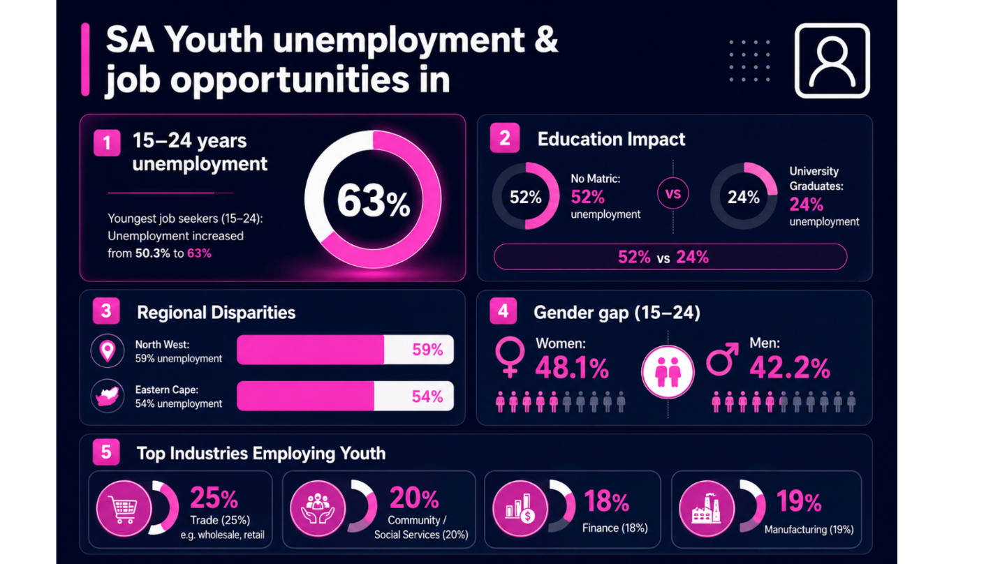 SA Youth unemployment &
job opportunities in
1
15–24 years
unemployment
Youngest job seekers (15–24):
Unemployment increased
from 50.3% to 63%
63%
2
Education Impact
52%
No Matric:
52%
unemployment
VS
24%
University
Graduates:
24%
unemployment
52% vs 24%
3
Regional Disparities
North West:
59% unemployment
59%
Eastern Cape:
54% unemployment
54%
4
Gender gap (15–24)
Women:
48.1%
Men:
42.2%
5
Top Industries Employing Youth
25%
Trade (25%)
e.g. wholesale, retail
20%
Community /
Social Services (20%)
$
18%
Finance (18%)
19%
Manufacturing (19%)